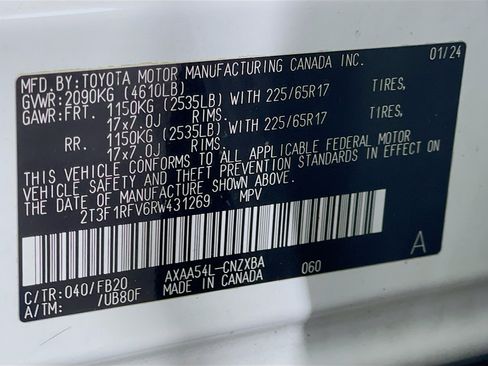 MFD.BY:TOYOTA MOTOR MANUFACTURING CANADA INC. 01/24
GVWR:2090KG (4610LB)
GAWR:FRT. 1150KG (2535LB) WITH 225/65R17 TIRES,
17x7.0J RIMS.
RR. 1150KG (2535LB) WITH 225/65R17 TIRES,
17x7.0J RIMS.
THIS VEHICLE CONFORMS TO ALL APPLICABLE FEDERAL MOTOR
VEHICLE SAFETY AND THEFT PREVENTION STANDARDS IN EFFECT ON
THE DATE OF MANUFACTURE SHOWN ABOVE.
2T3F1RFV6RW431269 MPV
A
C/TR:040/FB20 AXAA54L-CNZXBA 060
A/TM: /UB80F MADE IN CANADA